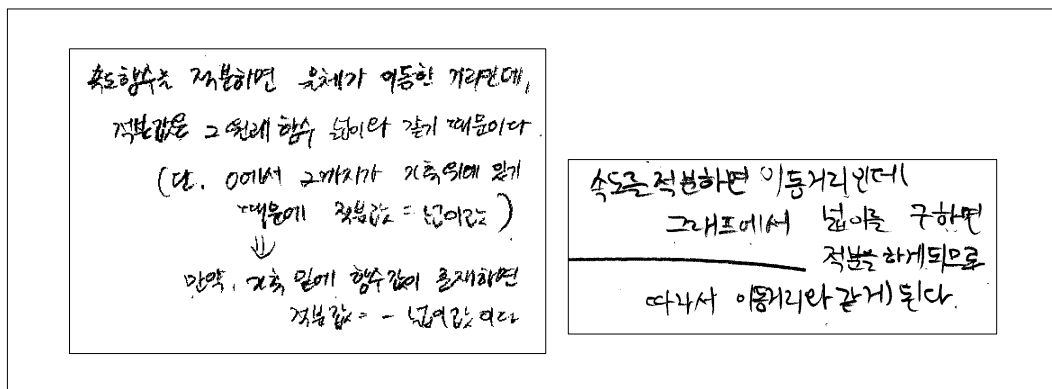 속도함수는 적분하면 물체가 이동한 거리인데,
적분값은 그 원래 함수 넓이와 같기 때문이다
(단, 0에서 2까지가 x축 위에 있기
때문에 적분값 = 넓이값)
⇓
만약, x축 밑에 함수값이 존재하면
적분값 = - 넓이값 이다
속도를 적분하면 이동거리인데
그래프에서 넓이를 구하면
적분을 하게되므로
따라서 이동거리와 같게 된다.